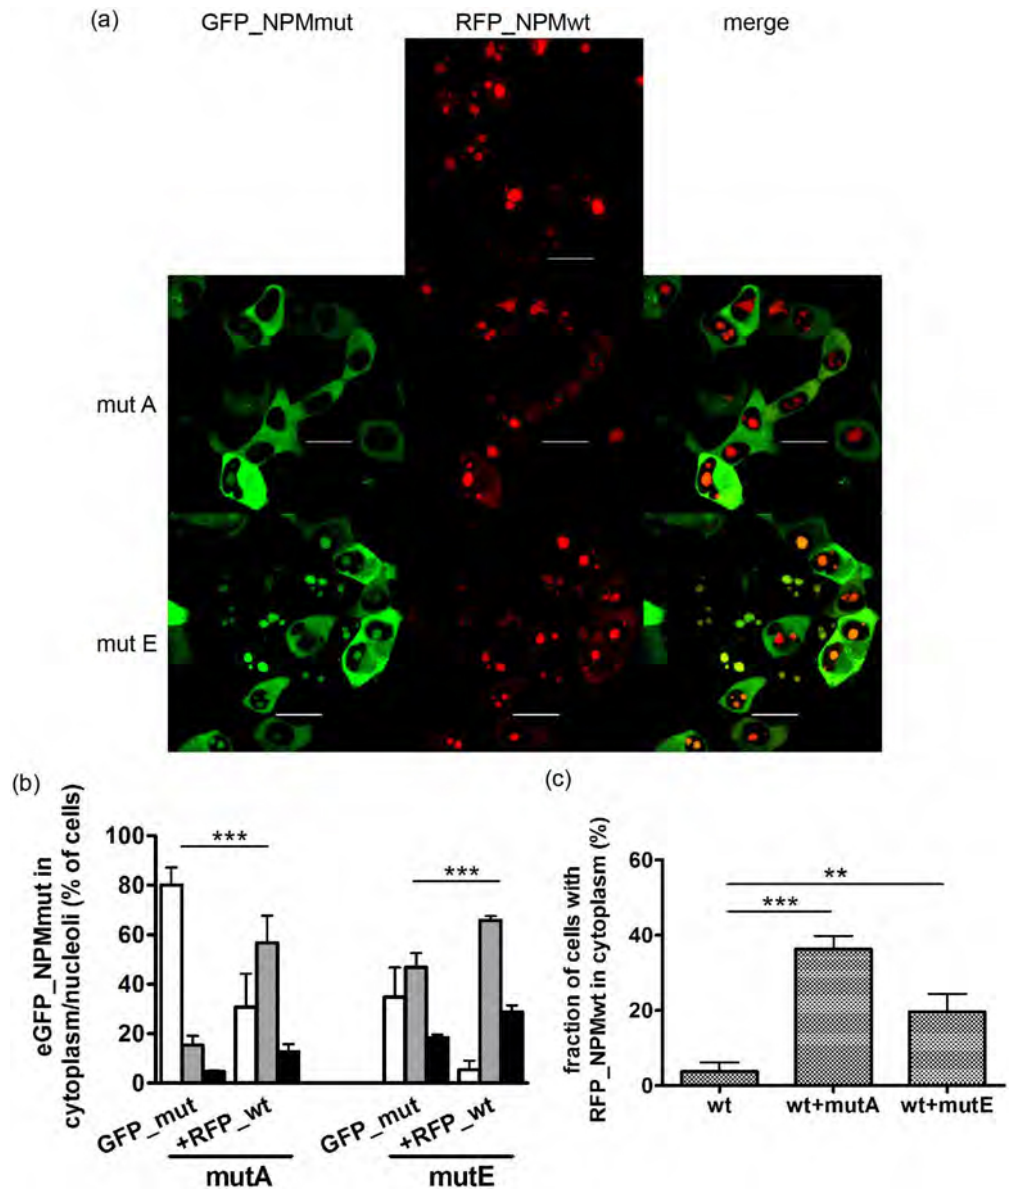 (a)
GFP_NPMmut RFP_NPMwt merge
mut A
mut E
(b)
eGFP_NPMmut in
cytoplasm/nucleoli (% of cells)
100
80
60
40
20
0
***
***
GFP_mut +RFP_wt GFP_mut +RFP_wt
mutA mutE
(c)
fraction of cells with
RFP_NPMwt in cytoplasm (%)
60
40
20
0
**
***
wt wt+mutA wt+mutE